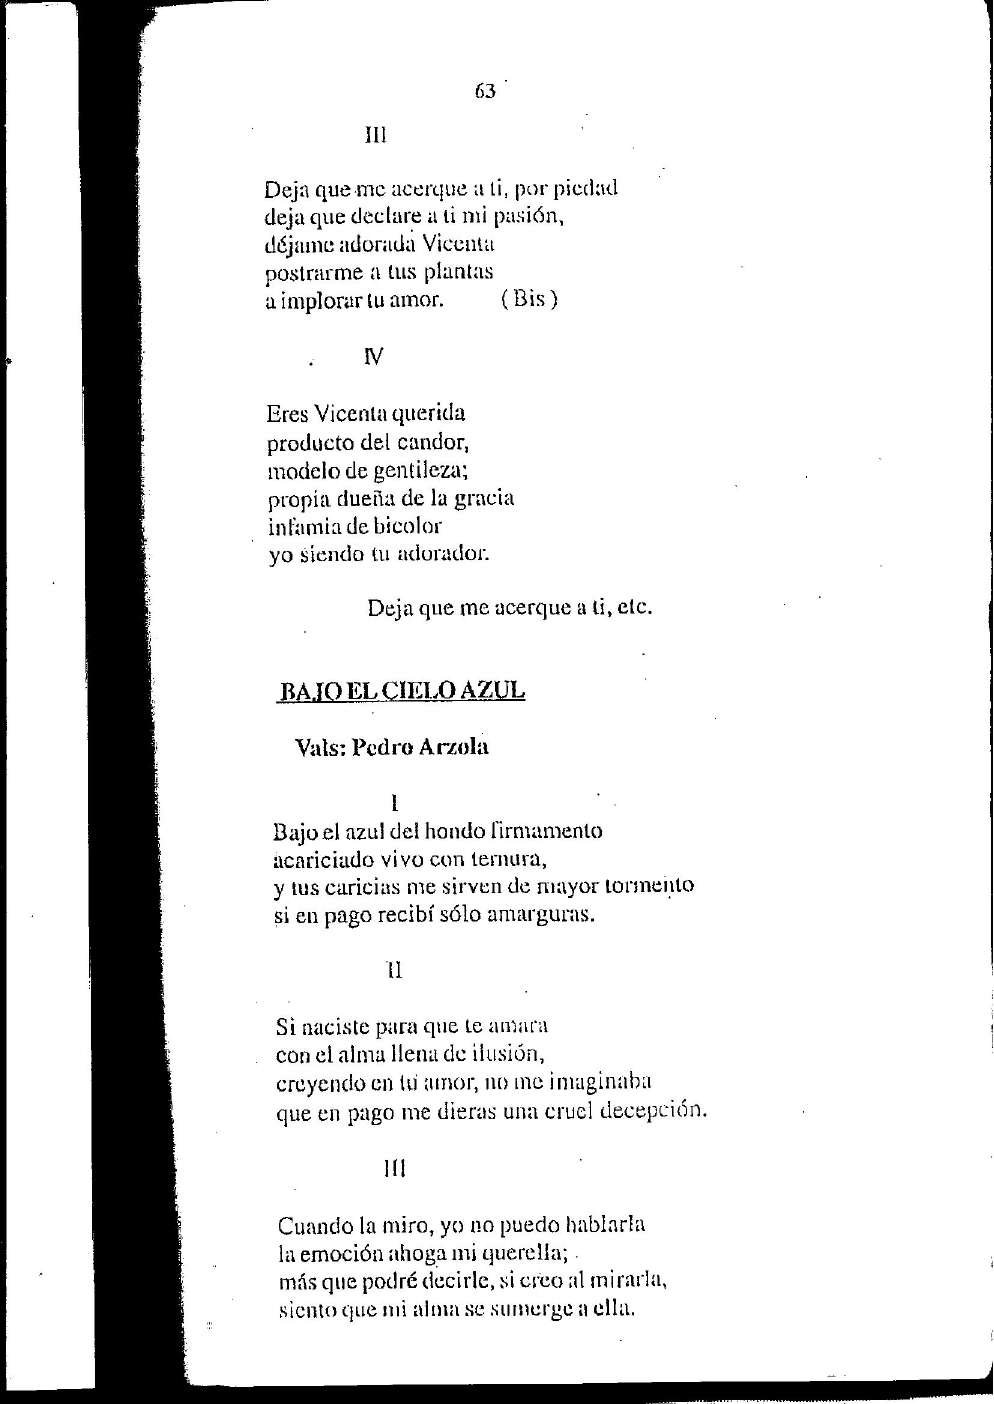 63
III
Deja que me acerque a ti, por piedad
deja que declare a ti mi pasión,
déjame adorada Vicenta
postrarme a tus plantas
a implorar tu amor. (Bis)
IV
Eres Vicenta querida
producto del candor,
modelo de gentileza;
propia dueña de la gracia
infamia de bicolor
yo siendo tu adorador.
Deja que me acerque a ti, etc.
BAJO EL CIELO AZUL
Vals: Pedro Arzola
I
Bajo el azul del hondo firmamento
acariciado vivo con ternura,
y tus caricias me sirven de mayor tormento
si en pago recibí sólo amarguras.
II
Si naciste para que te amara
con el alma llena de ilusión,
creyendo en tu amor, no me imaginaba
que en pago me dieras una cruel decepción.
III
Cuando la miro, yo no puedo hablarla
la emoción ahoga mi querella;
más que podré decirle, si creo al mirarla,
siento que mi alma se sumerge a ella.